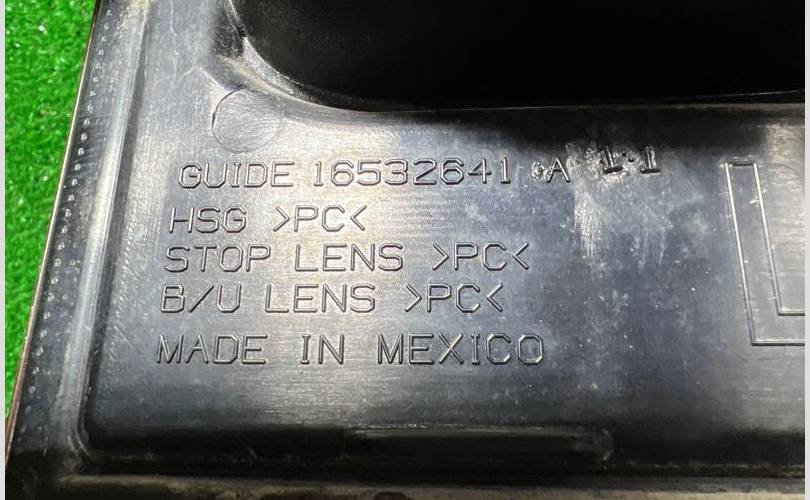 GUIDE 16532641 A 1·1
HSG >PC<
STOP LENS >PC<
B/U LENS >PC<
MADE IN MEXICO